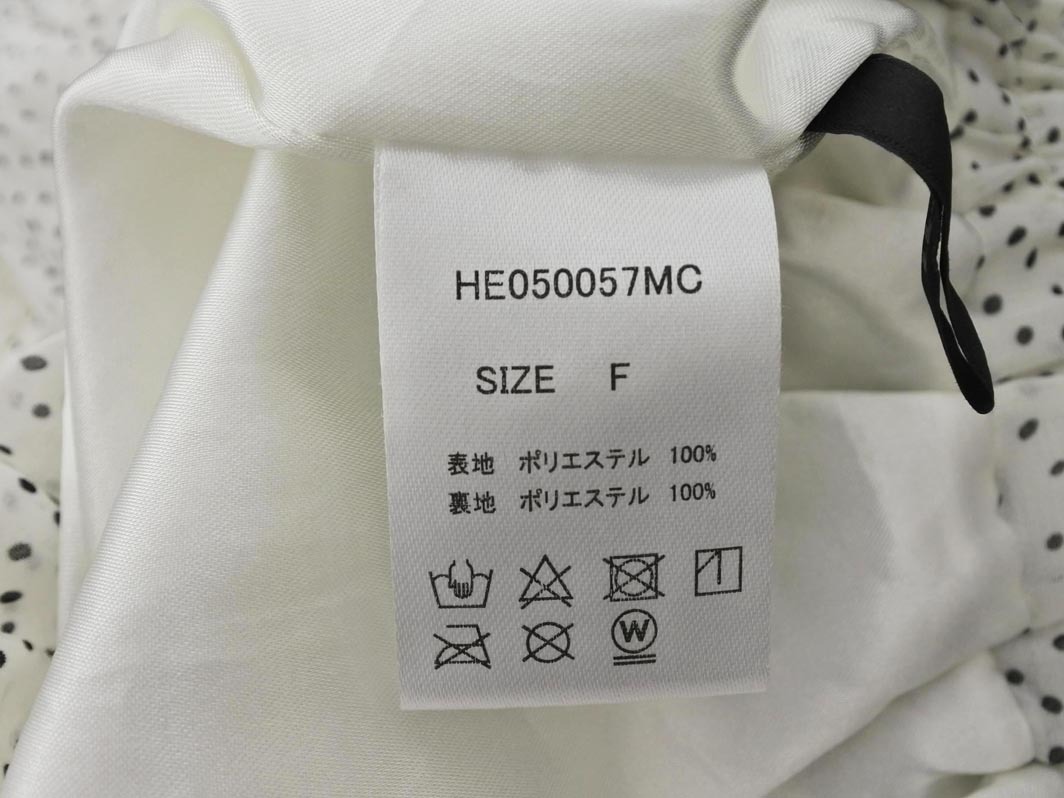 HE050057MC
SIZE F
表地 ポリエステル 100%
裏地 ポリエステル 100%
W